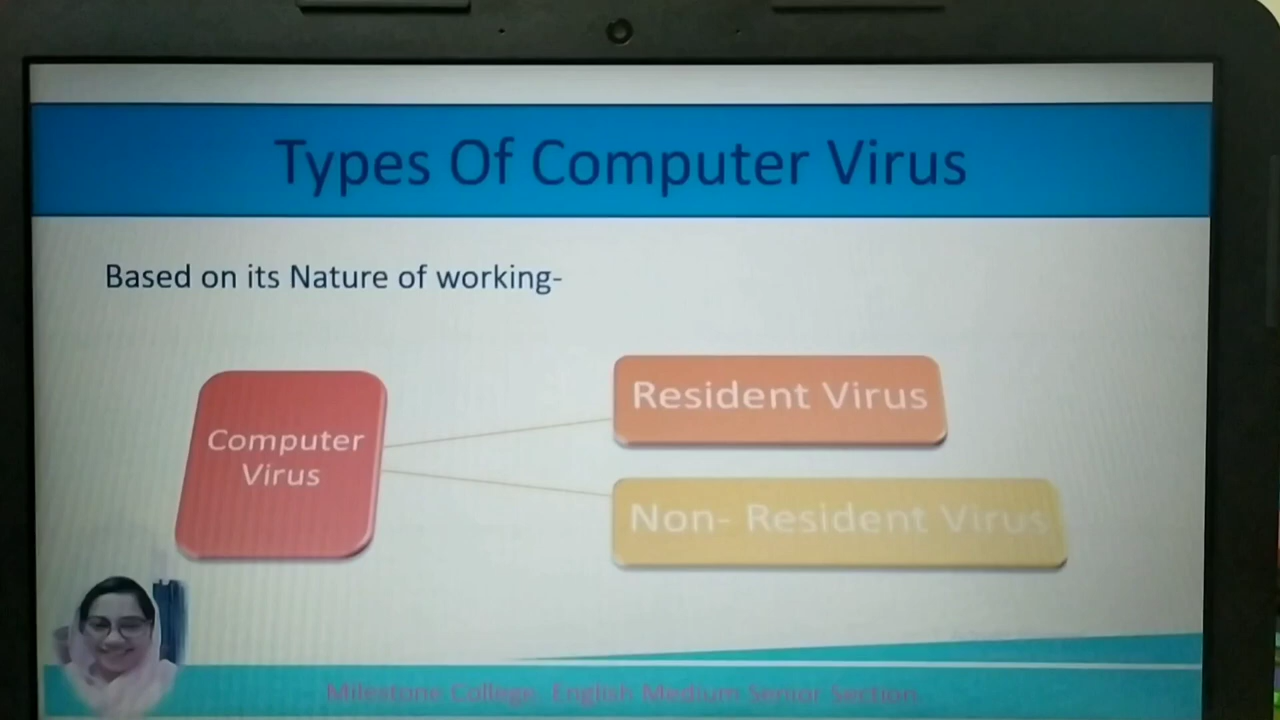 Types Of Computer Virus
Based on its Nature of working-
Computer
Virus
Resident Virus
Non- Resident Virus
Milestone College, English Medium Senior Section